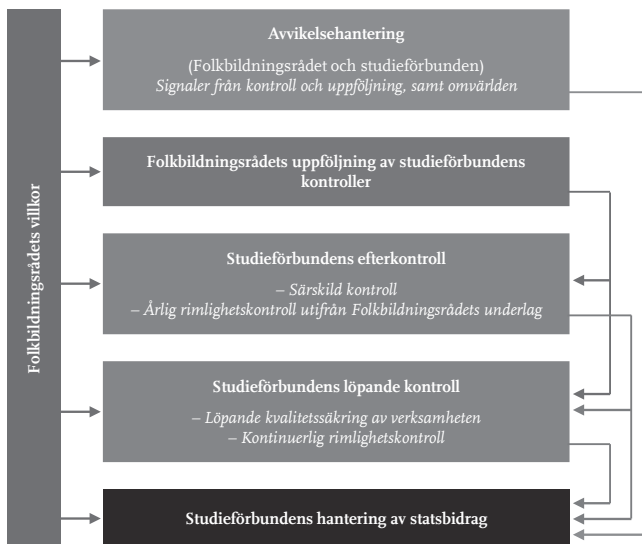 Folkbildningsrådets villkor
Avvikelsehantering
(Folkbildningsrådet och studieförbunden)
Signaler från kontroll och uppföljning, samt omvärlden
Folkbildningsrådets uppföljning av studieförbundens
kontroller
Studieförbundens efterkontroll
– Särskild kontroll
– Årlig rimlighetskontroll utifrån Folkbildningsrådets underlag
Studieförbundens löpande kontroll
– Löpande kvalitetssäkring av verksamheten
– Kontinuerlig rimlighetskontroll
Studieförbundens hantering av statsbidrag